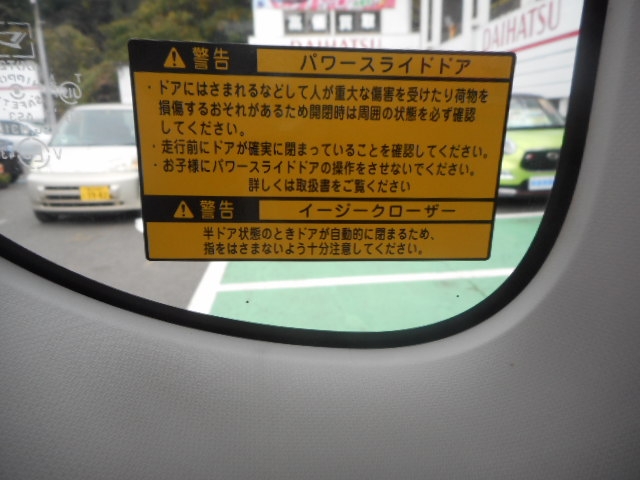 高価買取
DAIHATSU
DAIHATSU
警告 パワースライドドア
・ドアにはさまれるなどして人が重大な傷害を受けたり荷物を
損傷するおそれがあるため開閉時は周囲の状態を必ず確認
してください。
・走行前にドアが確実に閉まっていることを確認してください。
・お子様にパワースライドドアの操作をさせないでください。
詳しくは取扱書をご覧ください
警告 イージークローザー
半ドア状態のときドアが自動的に閉まるため、
指をはさまないよう十分注意してください。